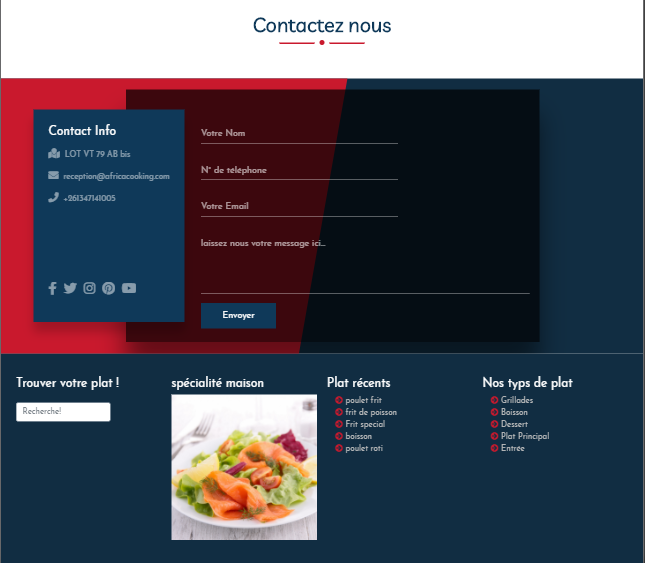 Contactez nous
Contact Info
LOT VT 79 AB bis
reception@africacooking.com
+261347141005
Votre Nom
N° de téléphone
Votre Email
laissez nous votre message ici...
Envoyer
Trouver votre plat !
Recherche!
spécialité maison
Plat récents
poulet frit
frit de poisson
Frit special
boisson
poulet roti
Nos typs de plat
Grillades
Boisson
Dessert
Plat Principal
Entrée